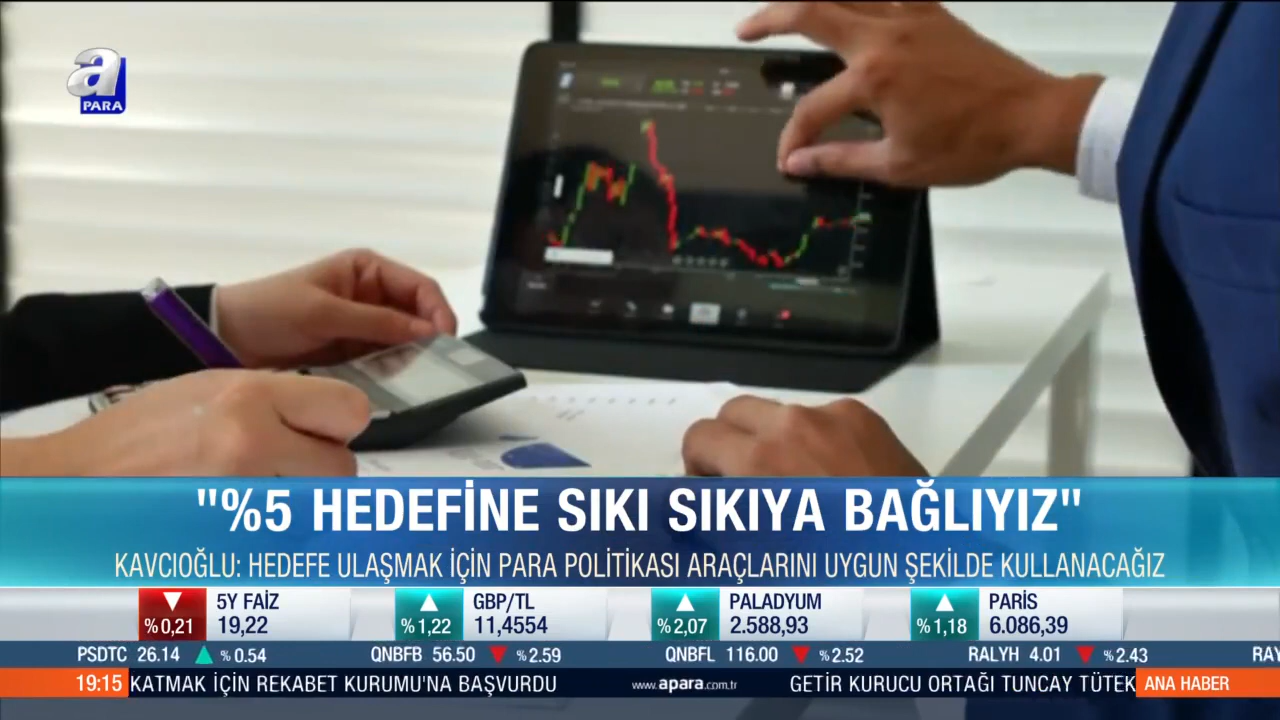 a
PARA
"%5 HEDEFİNE SIKI SIKIYA BAĞLIYIZ"
KAVCIOĞLU: HEDEFE ULAŞMAK İÇİN PARA POLİTİKASI ARAÇLARINI UYGUN ŞEKİLDE KULLANACAĞIZ
%0,21 5Y FAİZ 19,22
%1,22 GBP/TL 11,4554
%2,07 PALADYUM 2.588,93
%1,18 PARİS 6.086,39
PSDTC 26.14 %0.54 QNBFB 56.50 %2.59 QNBFL 116.00 %2.52 RALYH 4.01 %2.43 RAY
19:15 KATMAK İÇİN REKABET KURUMU'NA BAŞVURDU www.apara.com.tr GETİR KURUCU ORTAĞI TUNCAY TÜTEK ANA HABER